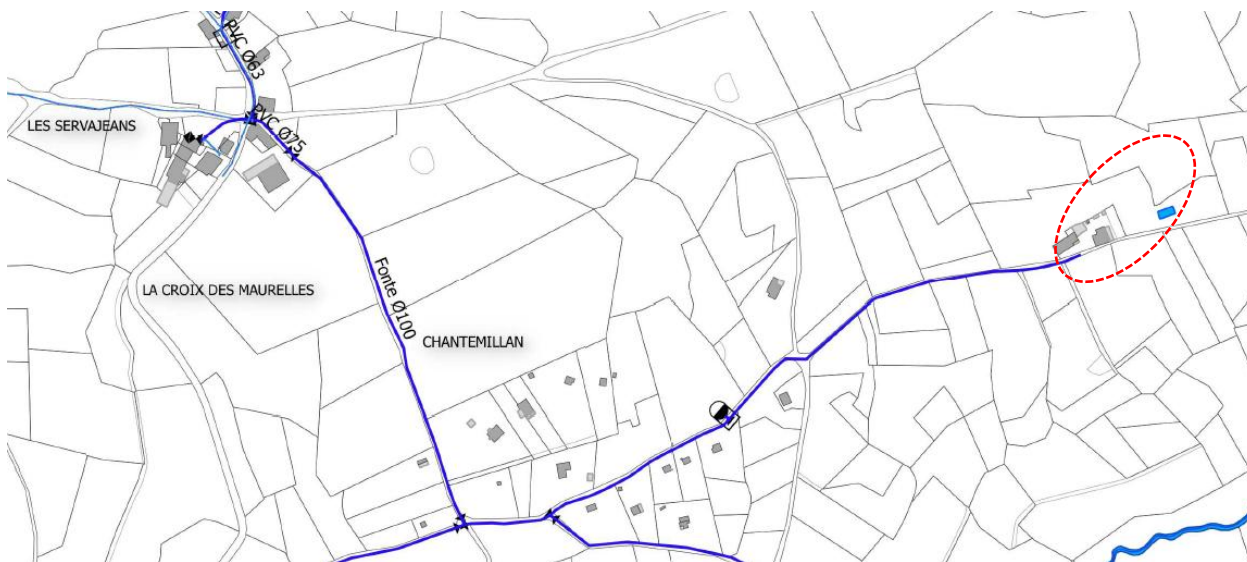 PVC Ø63
PVC Ø75
LES SERVAJEANS
LA CROIX DES MAURELLES
Fonte Ø100
CHANTEMILLAN